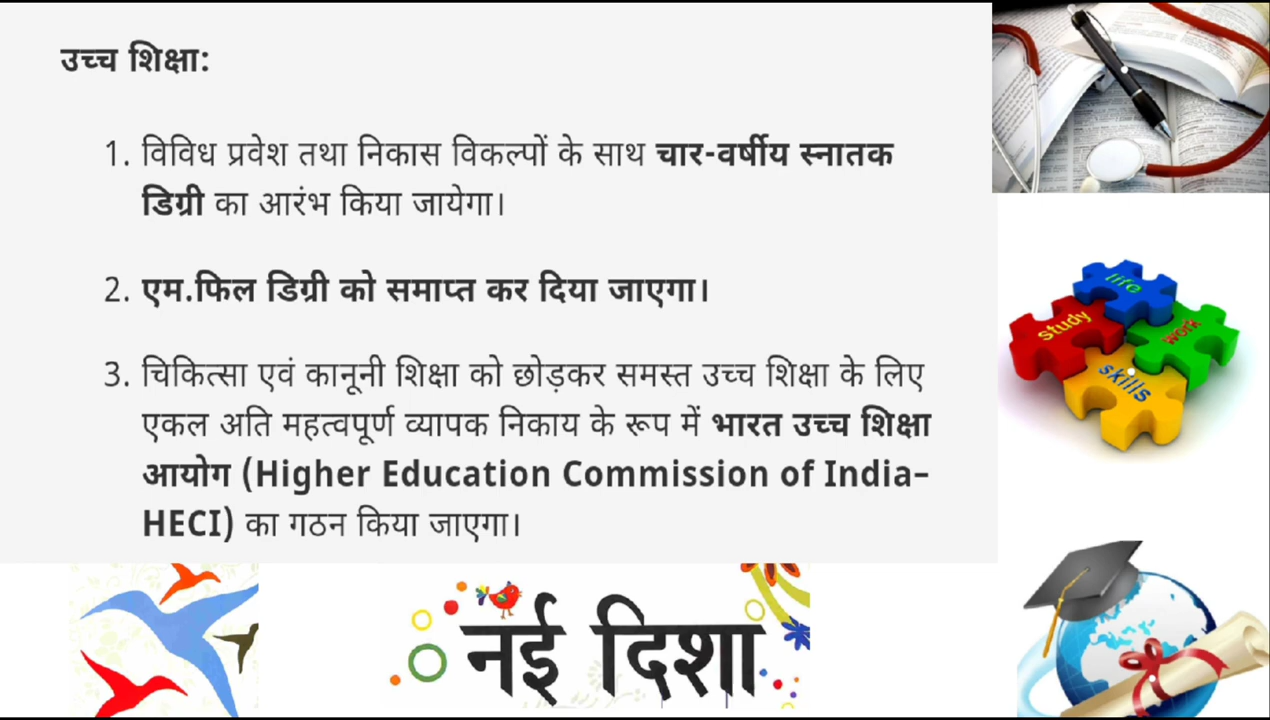 उच्च शिक्षा:
1. विविध प्रवेश तथा निकास विकल्पों के साथ चार-वर्षीय स्नातक
डिग्री का आरंभ किया जायेगा।
2. एम.फिल डिग्री को समाप्त कर दिया जाएगा।
3. चिकित्सा एवं कानूनी शिक्षा को छोड़कर समस्त उच्च शिक्षा के लिए
एकल अति महत्वपूर्ण व्यापक निकाय के रूप में भारत उच्च शिक्षा
आयोग (Higher Education Commission of India–
HECI) का गठन किया जाएगा।
life
study
work
skills
नई दिशा